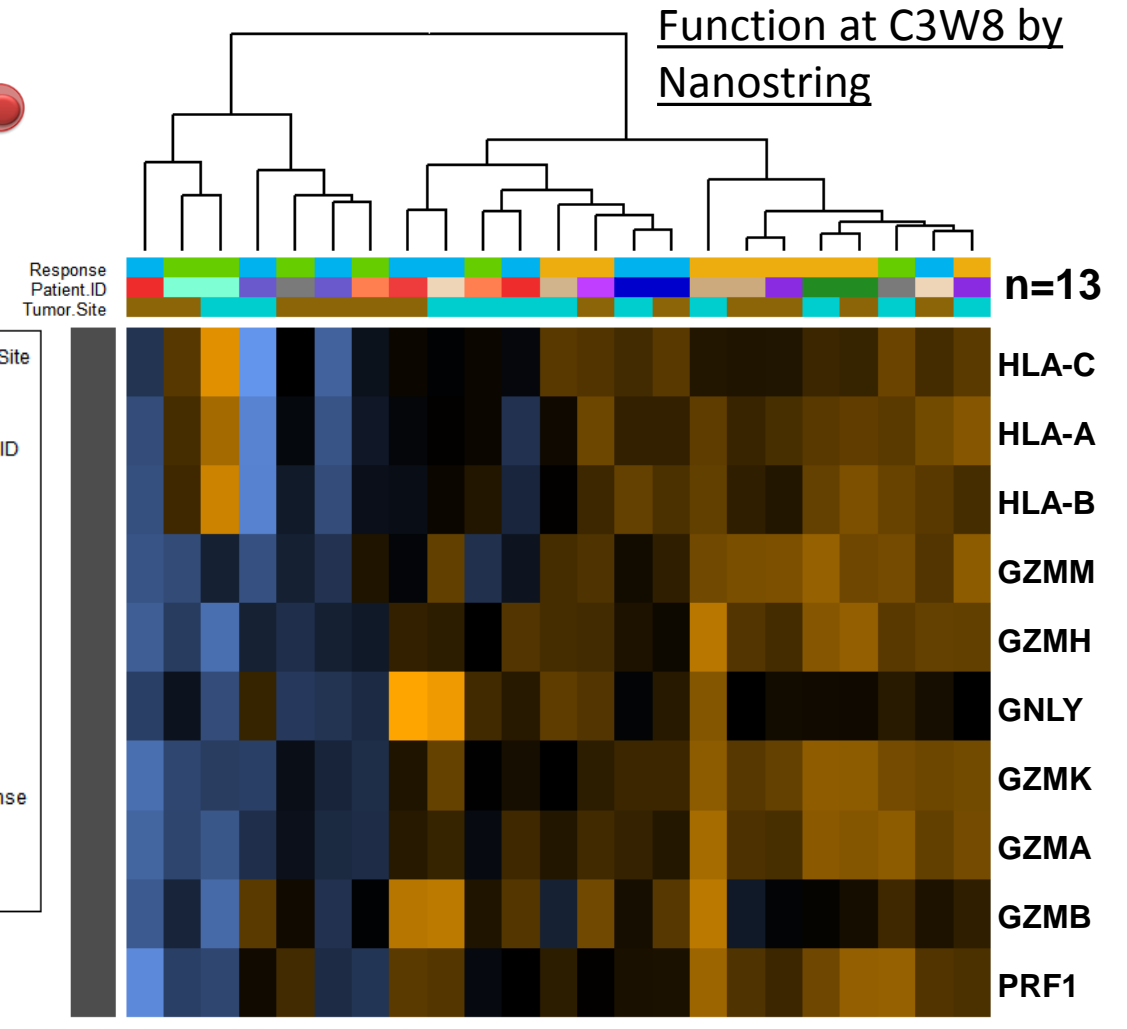 Function at C3W8 by
Nanostring
Response
Patient.ID
Tumor.Site
n=13
Site
ID
nse
HLA-C
HLA-A
HLA-B
GZMM
GZMH
GNLY
GZMK
GZMA
GZMB
PRF1